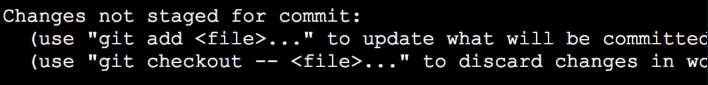 Changes not staged for commit:
(use "git add <file>..." to update what will be committed
(use "git checkout -- <file>..." to discard changes in wo